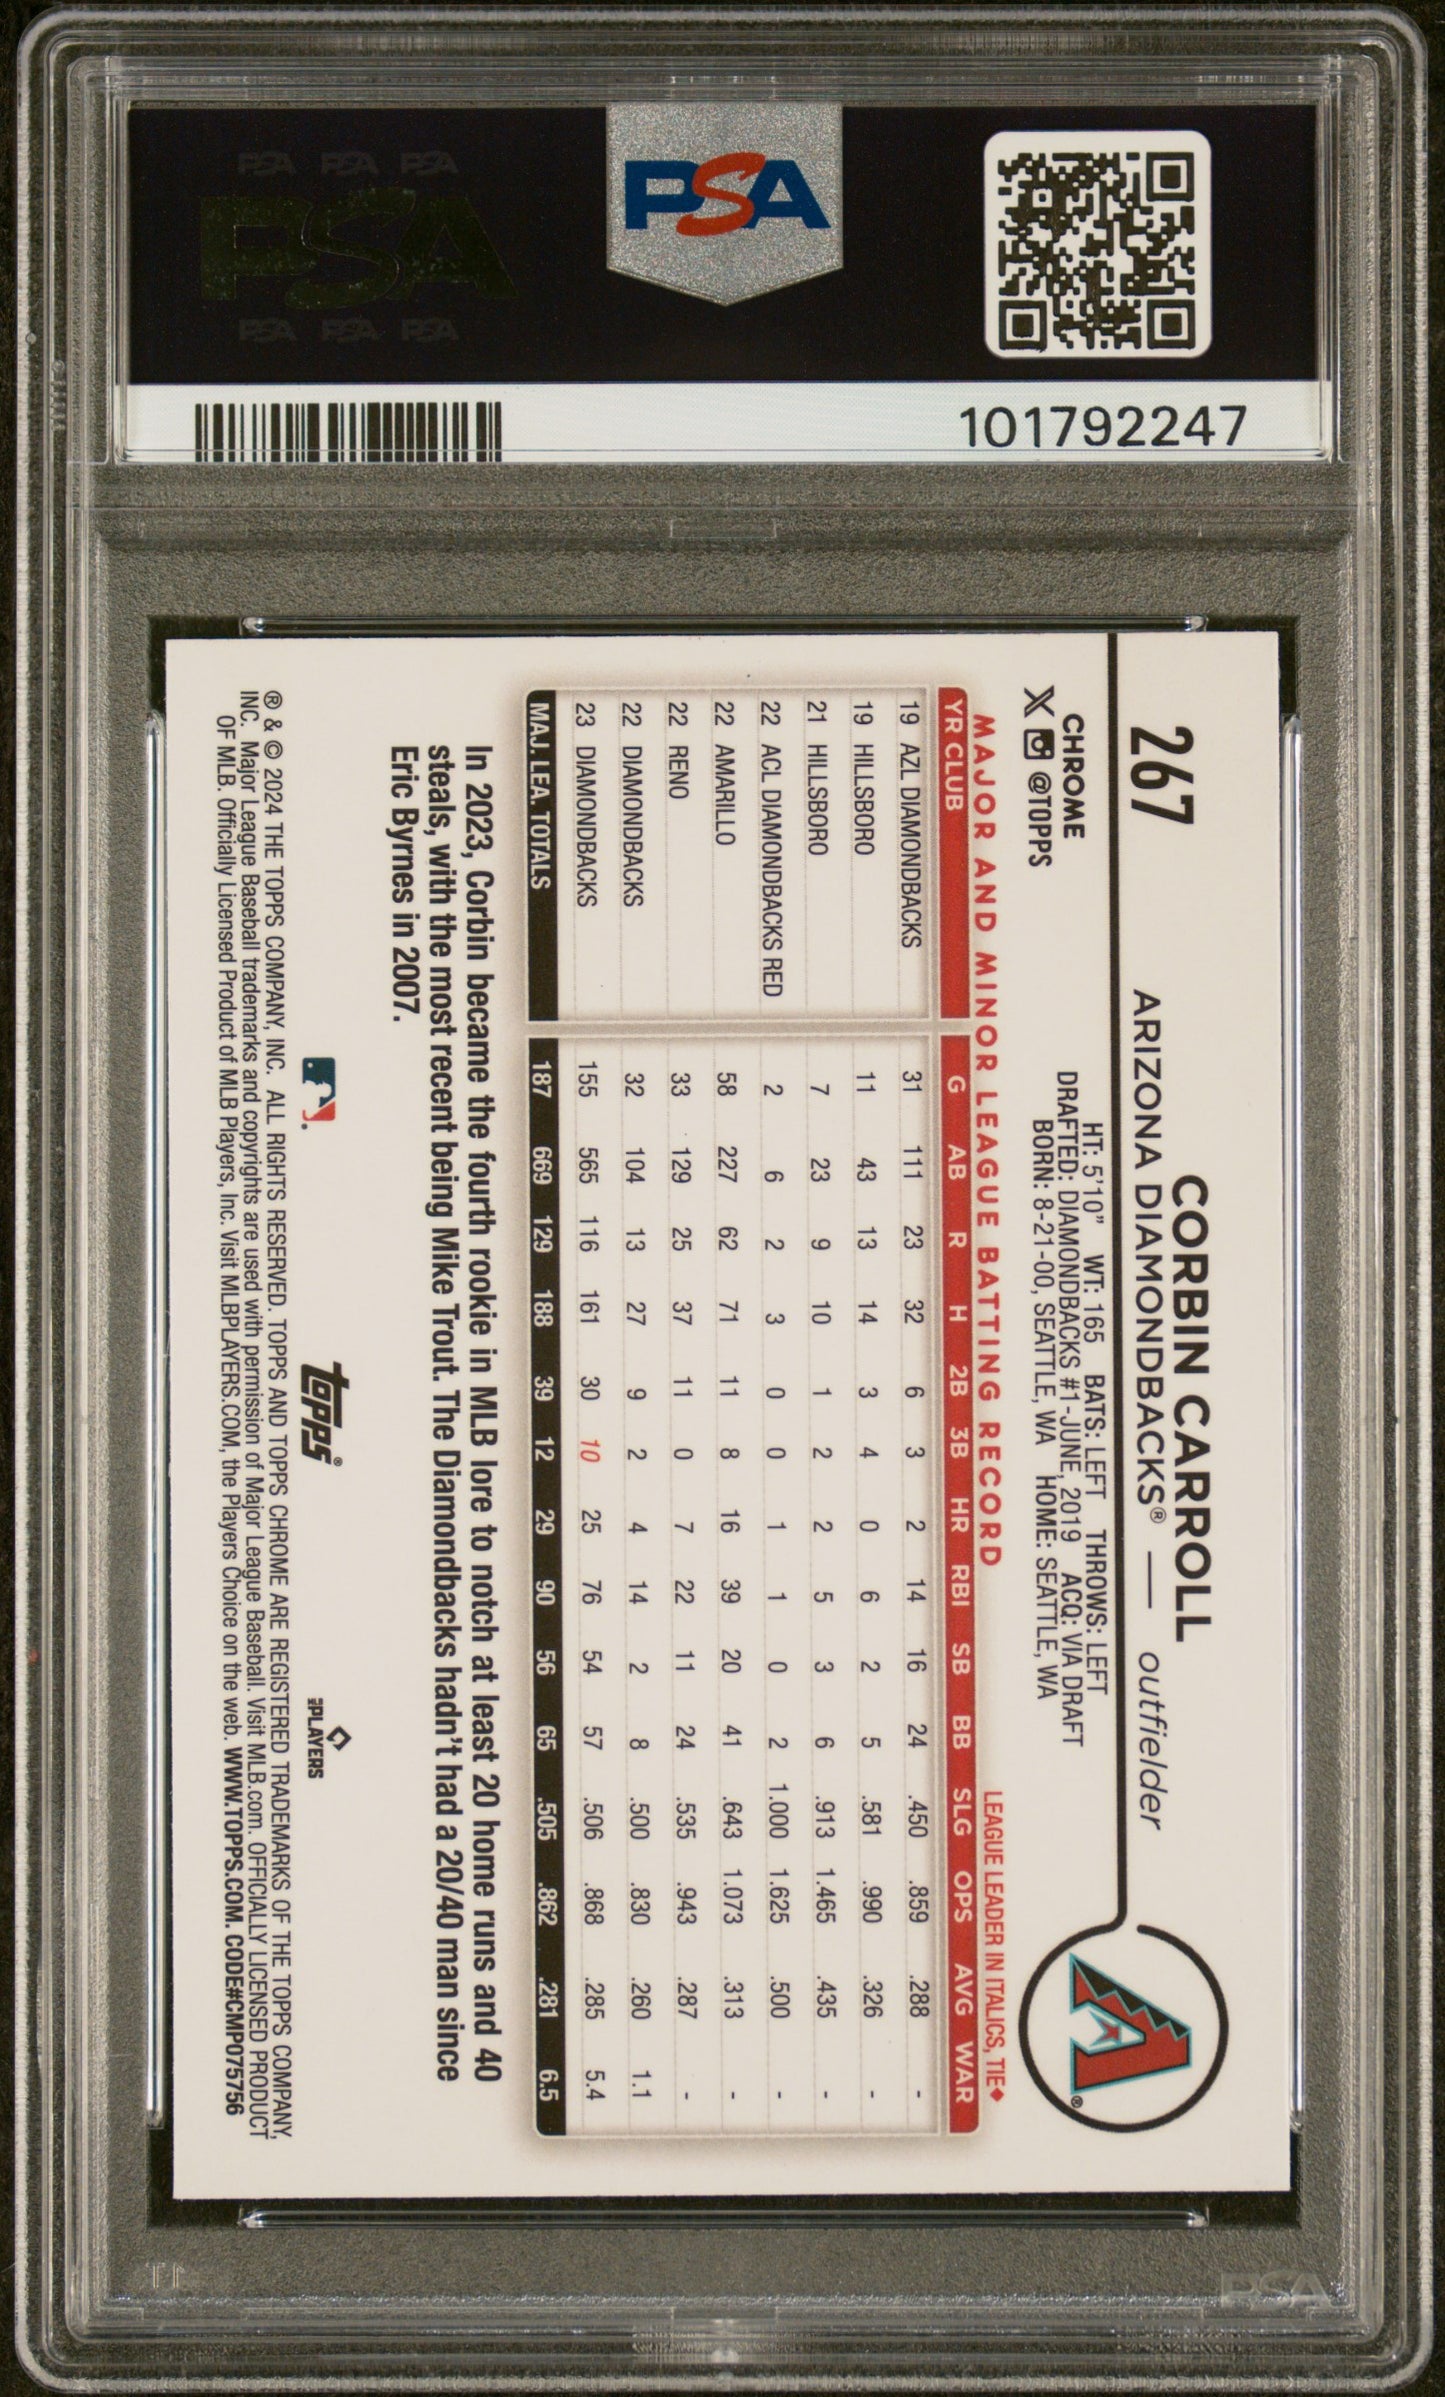 PSA PSA PSA
PSA
PSA PSA PSA
PSA
101792247
267
CORBIN CARROLL
ARIZONA DIAMONDBACKS® — outfielder
CHROME
@TOPPS
HT: 5'10" WT: 165 BATS: LEFT THROWS: LEFT
DRAFTED: DIAMONDBACKS #1-JUNE, 2019 ACQ: VIA DRAFT
BORN: 8-21-00, SEATTLE, WA HOME: SEATTLE, WA
A®
MAJOR AND MINOR LEAGUE BATTING RECORD
LEAGUE LEADER IN ITALICS, TIE♦
YR CLUB G AB R H 2B 3B HR RBI SB BB SLG OPS AVG WAR
19 AZL DIAMONDBACKS 31 111 23 32 6 3 2 14 16 24 .450 .859 .288 -
19 HILLSBORO 11 43 13 14 3 4 0 6 2 5 .581 .990 .326 -
21 HILLSBORO 7 23 9 10 1 2 2 5 3 6 .913 1.465 .435 -
22 ACL DIAMONDBACKS RED 2 6 2 3 0 0 1 1 0 2 1.000 1.625 .500 -
22 AMARILLO 58 227 62 71 11 8 16 39 20 41 .643 1.073 .313 -
22 RENO 33 129 25 37 11 0 7 22 11 24 .535 .943 .287 -
22 DIAMONDBACKS 32 104 13 27 9 2 4 14 2 8 .500 .830 .260 1.1
23 DIAMONDBACKS 155 565 116 161 30 10 25 76 54 57 .506 .868 .285 5.4
MAJ. LEA. TOTALS 187 669 129 188 39 12 29 90 56 65 .505 .862 .281 6.5
In 2023, Corbin became the fourth rookie in MLB lore to notch at least 20 home runs and 40
steals, with the most recent being Mike Trout. The Diamondbacks hadn't had a 20/40 man since
Eric Byrnes in 2007.
topps®
PLAYERS
® & © 2024 THE TOPPS COMPANY, INC. ALL RIGHTS RESERVED. TOPPS AND TOPPS CHROME ARE REGISTERED TRADEMARKS OF THE TOPPS COMPANY,
INC. Major League Baseball trademarks and copyrights are used with permission of Major League Baseball. Visit MLB.com. OFFICIALLY LICENSED PRODUCT
OF MLB. Officially Licensed Product of MLB Players, Inc. Visit MLBPLAYERS.COM, the Players Choice on the web. WWW.TOPPS.COM. CODE#CMP075756
PSA